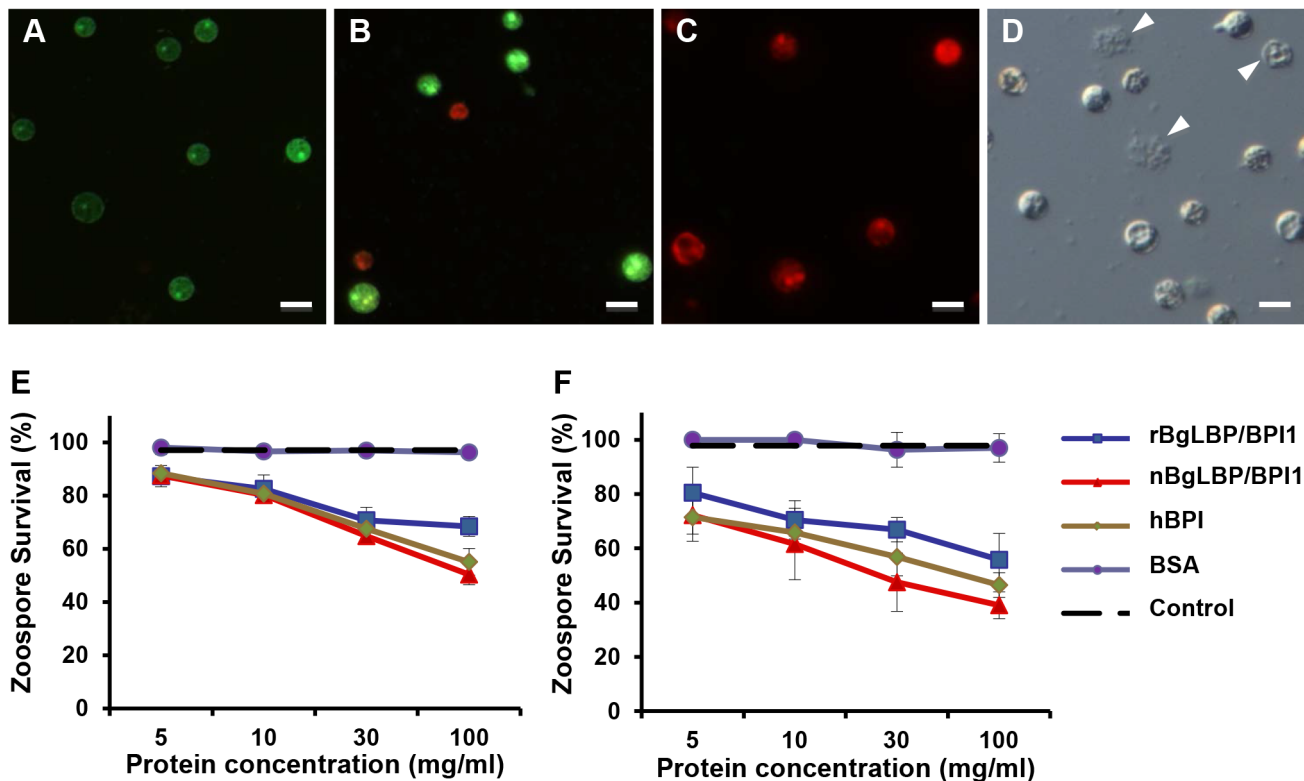 A
B
C
D
E
F
Zoospore Survival (%)
100
80
60
40
20
0
5 10 30 100
Protein concentration (mg/ml)
Zoospore Survival (%)
100
80
60
40
20
0
5 10 30 100
Protein concentration (mg/ml)
rBgLBP/BPI1
nBgLBP/BPI1
hBPI
BSA
Control